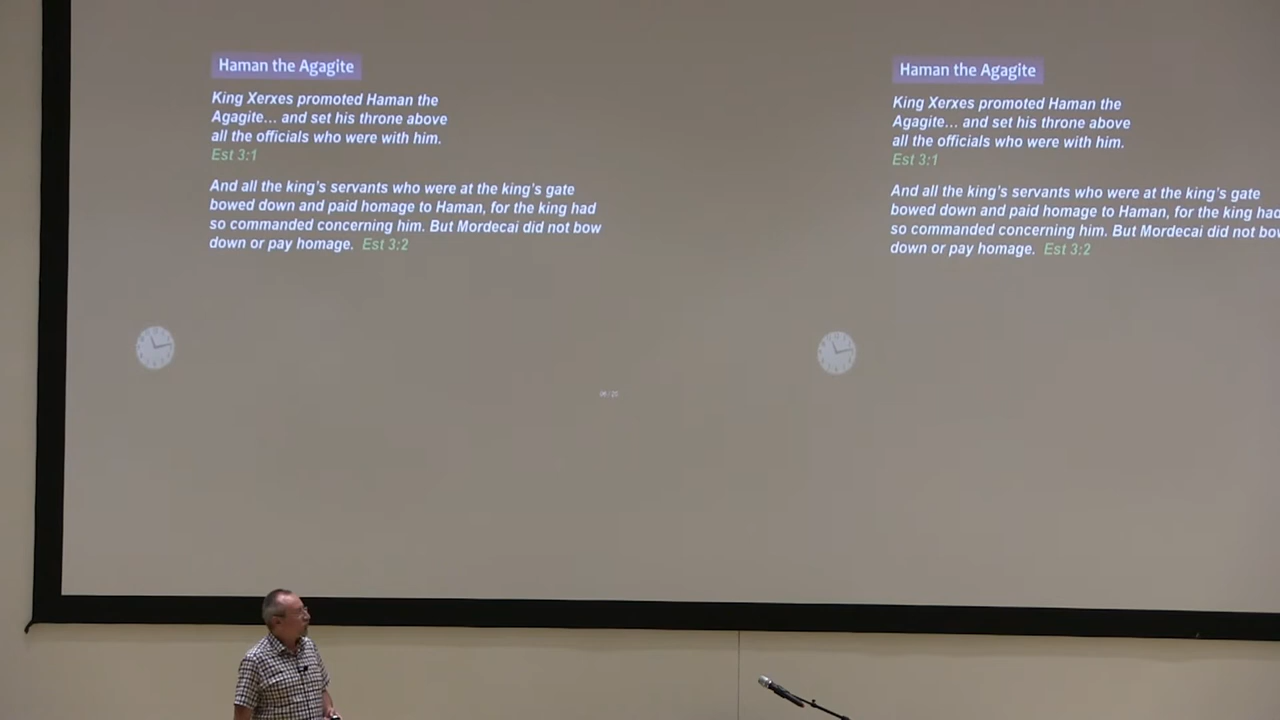 Haman the Agagite
King Xerxes promoted Haman the
Agagite… and set his throne above
all the officials who were with him.
Est 3:1
And all the king's servants who were at the king's gate
bowed down and paid homage to Haman, for the king had
so commanded concerning him. But Mordecai did not bow
down or pay homage. Est 3:2
Haman the Agagite
King Xerxes promoted Haman the
Agagite… and set his throne above
all the officials who were with him.
Est 3:1
And all the king's servants who were at the king's gate
bowed down and paid homage to Haman, for the king had
so commanded concerning him. But Mordecai did not bow
down or pay homage. Est 3:2